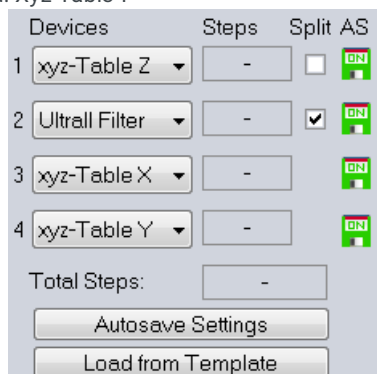 Devices Steps Split AS
1 xyz-Table Z - ON
2 Ultrall Filter - ON
3 xyz-Table X - ON
4 xyz-Table Y - ON
Total Steps: -
Autosave Settings
Load from Template